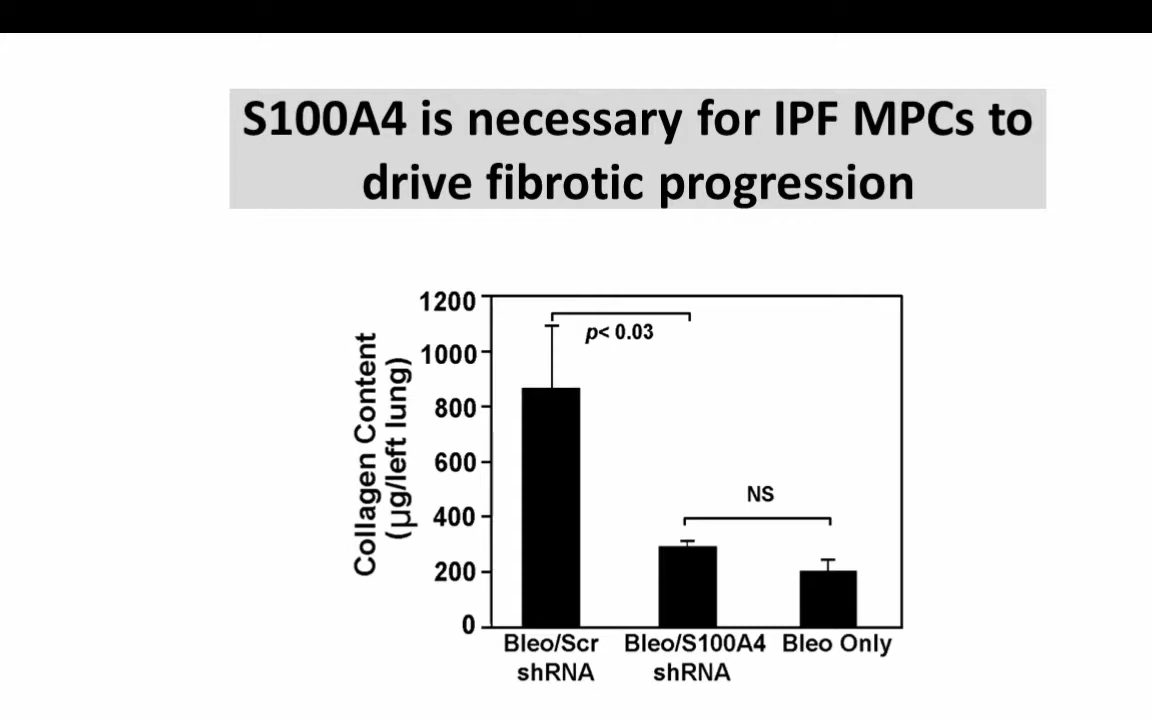 S100A4 is necessary for IPF MPCs to
drive fibrotic progression
1200
1000
800
600
400
200
0
Collagen Content
(µg/left lung)
p< 0.03
NS
Bleo/Scr
shRNA
Bleo/S100A4
shRNA
Bleo Only